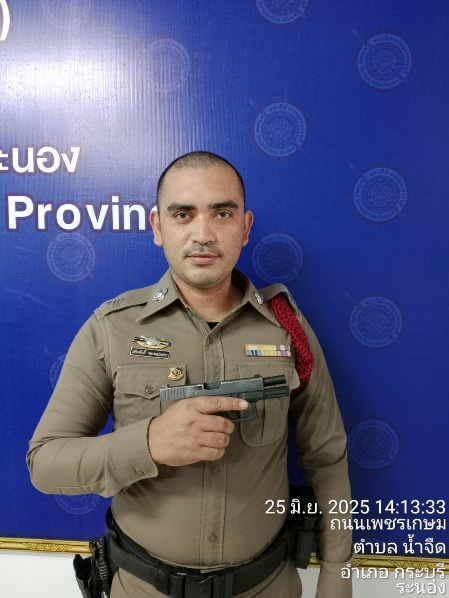 )
ะนอง
Provin
25 มิ.ย. 2025 14:13:33
ถนนเพชรเกษม
ตำบล น้ำจืด
อำเภอ กระบุรี
ระนอง